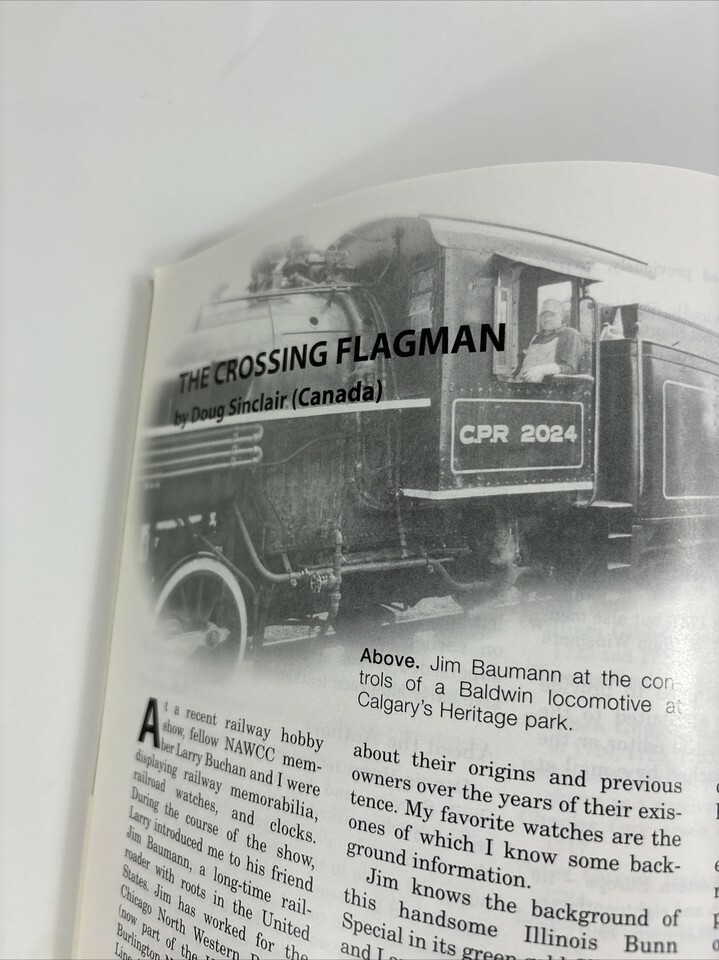 THE CROSSING FLAGMAN
by Doug Sinclair (Canada)
C.P.R 2024
Above. Jim Baumann at the con-
trols of a Baldwin locomotive at
Calgary's Heritage park.
At a recent railway hobby
show, fellow NAWCC mem-
ber Larry Buchan and I were
displaying railway memorabilia,
railroad watches, and clocks.
During the course of the show,
Larry introduced me to his friend
Jim Baumann, a long-time rail-
roader with roots in the United
States. Jim has worked for the
Chicago North Western
(now part of the
Burlington
Line
about their origins and previous
owners over the years of their exis-
tence. My favorite watches are the
ones of which I know some back-
ground information.
Jim knows the background of
this handsome Illinois Bunn
Special in its green gold
and I